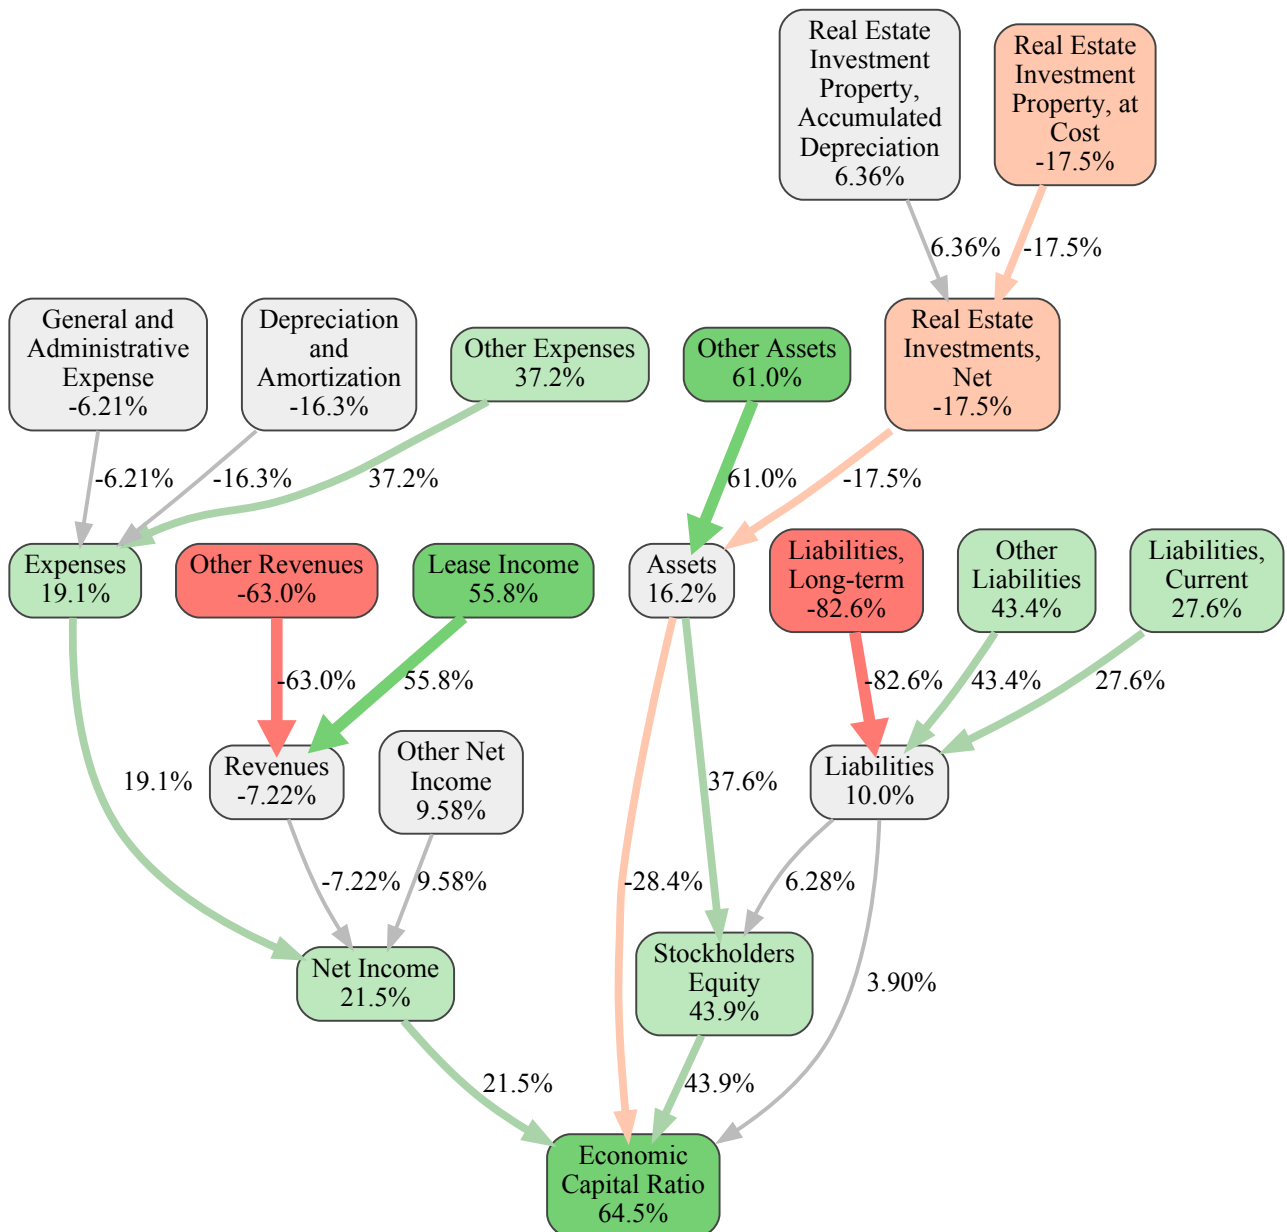 Real Estate
Investment
Property,
Accumulated
Depreciation
6.36%
Real Estate
Investment
Property, at
Cost
-17.5%
6.36%
-17.5%
General and
Administrative
Expense
-6.21%
Depreciation
and
Amortization
-16.3%
Other Expenses
37.2%
Other Assets
61.0%
Real Estate
Investments,
Net
-17.5%
-6.21%
-16.3%
37.2%
61.0%
-17.5%
Expenses
19.1%
Other Revenues
-63.0%
Lease Income
55.8%
Assets
16.2%
Liabilities,
Long-term
-82.6%
Other
Liabilities
43.4%
Liabilities,
Current
27.6%
-63.0%
55.8%
-82.6%
43.4%
27.6%
19.1%
Revenues
-7.22%
Other Net
Income
9.58%
37.6%
Liabilities
10.0%
-7.22%
9.58%
-28.4%
6.28%
Net Income
21.5%
Stockholders
Equity
43.9%
3.90%
21.5%
43.9%
Economic
Capital Ratio
64.5%